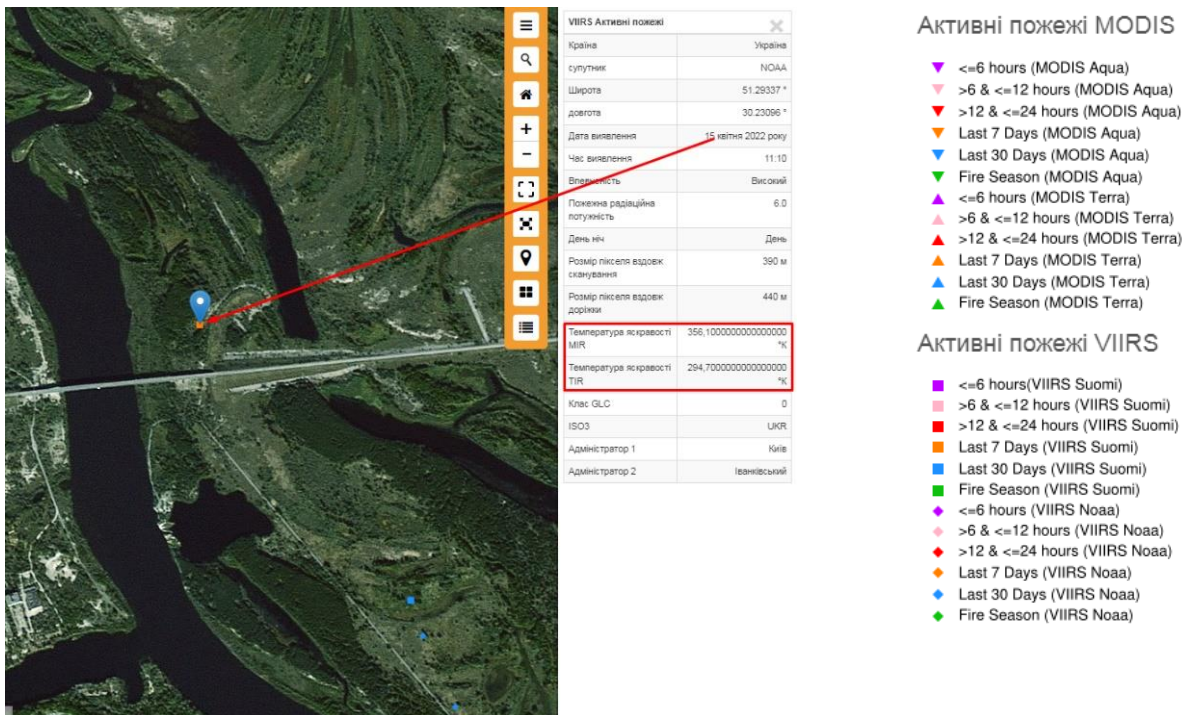 VIIRS Активні пожежі
Країна Україна
супутник NOAA
Широта 51.29337 °
довгота 30.23096 °
Дата виявлення 15 квітня 2022 року
Час виявлення 11:10
Впевненість Високий
Пожежна радіаційна 6.0
потужність
День ніч День
Розмір пікселя вздовж 390 м
сканування
Розмір пікселя вздовж 440 м
доріжки
Температура яскравості 356,1000000000000000
MIR °K
Температура яскравості 294,7000000000000000
TIR °K
Клас GLC 0
ISO3 UKR
Адміністратор 1 Київ
Адміністратор 2 Іванківський
Активні пожежі MODIS
<=6 hours (MODIS Aqua)
>6 & <=12 hours (MODIS Aqua)
>12 & <=24 hours (MODIS Aqua)
Last 7 Days (MODIS Aqua)
Last 30 Days (MODIS Aqua)
Fire Season (MODIS Aqua)
<=6 hours (MODIS Terra)
>6 & <=12 hours (MODIS Terra)
>12 & <=24 hours (MODIS Terra)
Last 7 Days (MODIS Terra)
Last 30 Days (MODIS Terra)
Fire Season (MODIS Terra)
Активні пожежі VIIRS
<=6 hours(VIIRS Suomi)
>6 & <=12 hours (VIIRS Suomi)
>12 & <=24 hours (VIIRS Suomi)
Last 7 Days (VIIRS Suomi)
Last 30 Days (VIIRS Suomi)
Fire Season (VIIRS Suomi)
<=6 hours (VIIRS Noaa)
>6 & <=12 hours (VIIRS Noaa)
>12 & <=24 hours (VIIRS Noaa)
Last 7 Days (VIIRS Noaa)
Last 30 Days (VIIRS Noaa)
Fire Season (VIIRS Noaa)